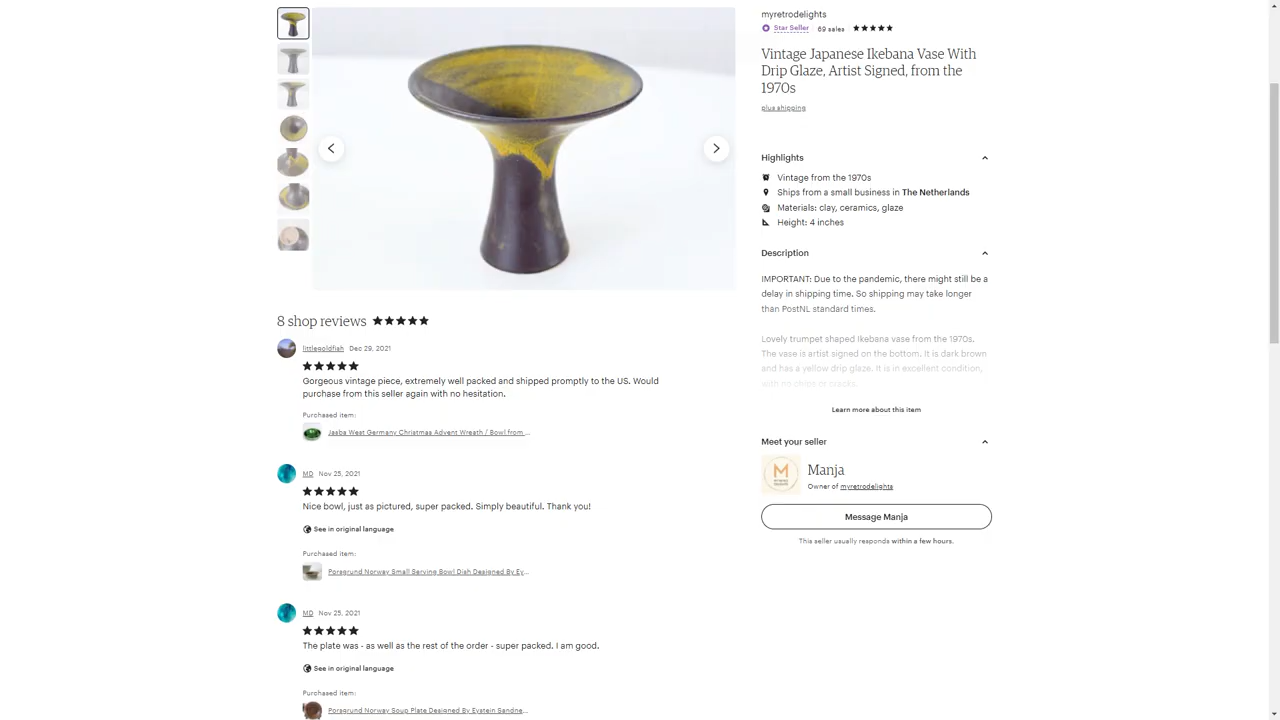 myretrodelights
Star Seller 69 sales
Vintage Japanese Ikebana Vase With
Drip Glaze, Artist Signed, from the
1970s
plus shipping
Highlights
Vintage from the 1970s
Ships from a small business in The Netherlands
Materials: clay, ceramics, glaze
Height: 4 inches
Description
IMPORTANT: Due to the pandemic, there might still be a
delay in shipping time. So shipping may take longer
than PostNL standard times.
Lovely trumpet shaped Ikebana vase from the 1970s.
The vase is artist signed on the bottom. It is dark brown
and has a yellow drip glaze. It is in excellent condition,
with no chips or cracks.
Learn more about this item
Meet your seller
M
Manja
Owner of myretrodelights
Message Manja
This seller usually responds within a few hours.
8 shop reviews
littlegoldfish Dec 29, 2021
Gorgeous vintage piece, extremely well packed and shipped promptly to the US. Would
purchase from this seller again with no hesitation.
Purchased item:
Jasba West Germany Christmas Advent Wreath / Bowl from ...
MD Nov 25, 2021
Nice bowl, just as pictured, super packed. Simply beautiful. Thank you!
See in original language
Purchased item:
Porsgrund Norway Small Serving Bowl Dish Designed By Ey...
MD Nov 25, 2021
The plate was - as well as the rest of the order - super packed. I am good.
See in original language
Purchased item:
Porsgrund Norway Soup Plate Designed By Eystein Sandne...